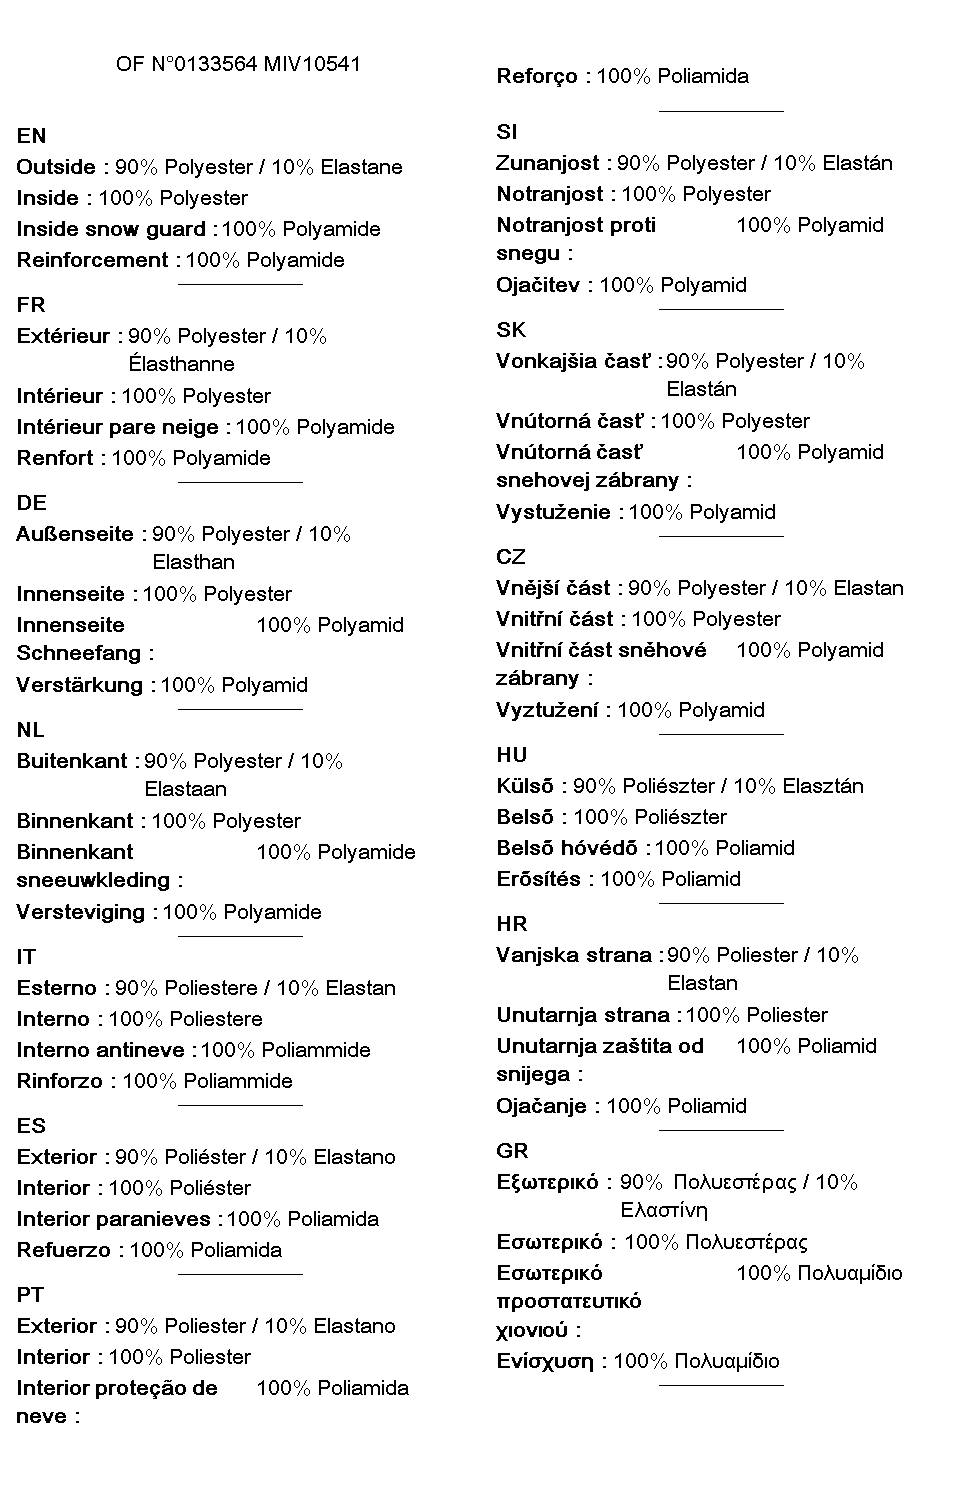 OF N°0133564 MIV10541
EN
Outside : 90% Polyester / 10% Elastane
Inside : 100% Polyester
Inside snow guard : 100% Polyamide
Reinforcement : 100% Polyamide
FR
Extérieur : 90% Polyester / 10%
Élasthanne
Intérieur : 100% Polyester
Intérieur pare neige : 100% Polyamide
Renfort : 100% Polyamide
DE
Außenseite : 90% Polyester / 10%
Elasthan
Innenseite : 100% Polyester
Innenseite 100% Polyamid
Schneefang :
Verstärkung : 100% Polyamid
NL
Buitenkant : 90% Polyester / 10%
Elastaan
Binnenkant : 100% Polyester
Binnenkant 100% Polyamide
sneeuwkleding :
Versteviging : 100% Polyamide
IT
Esterno : 90% Poliestere / 10% Elastan
Interno : 100% Poliestere
Interno antineve : 100% Poliammide
Rinforzo : 100% Poliammide
ES
Exterior : 90% Poliéster / 10% Elastano
Interior : 100% Poliéster
Interior paranieves : 100% Poliamida
Refuerzo : 100% Poliamida
PT
Exterior : 90% Poliester / 10% Elastano
Interior : 100% Poliester
Interior proteção de 100% Poliamida
neve :
Reforço : 100% Poliamida
SI
Zunanjost : 90% Polyester / 10% Elastán
Notranjost : 100% Polyester
Notranjost proti 100% Polyamid
snegu :
Ojačitev : 100% Polyamid
SK
Vonkajšia časť : 90% Polyester / 10%
Elastán
Vnútorná časť : 100% Polyester
Vnútorná časť 100% Polyamid
snehovej zábrany :
Vystuženie : 100% Polyamid
CZ
Vnější část : 90% Polyester / 10% Elastan
Vnitřní část : 100% Polyester
Vnitřní část sněhové 100% Polyamid
zábrany :
Vyztužení : 100% Polyamid
HU
Külsõ : 90% Poliészter / 10% Elasztán
Belsõ : 100% Poliészter
Belsõ hóvédõ : 100% Poliamid
Erõsítés : 100% Poliamid
HR
Vanjska strana : 90% Poliester / 10%
Elastan
Unutarnja strana : 100% Poliester
Unutarnja zaštita od 100% Poliamid
snijega :
Ojačanje : 100% Poliamid
GR
Εξωτερικό : 90% Πολυεστέρας / 10%
Ελαστίνη
Εσωτερικό : 100% Πολυεστέρας
Εσωτερικό 100% Πολυαμίδιο
προστατευτικό
χιονιού :
Ενίσχυση : 100% Πολυαμίδιο